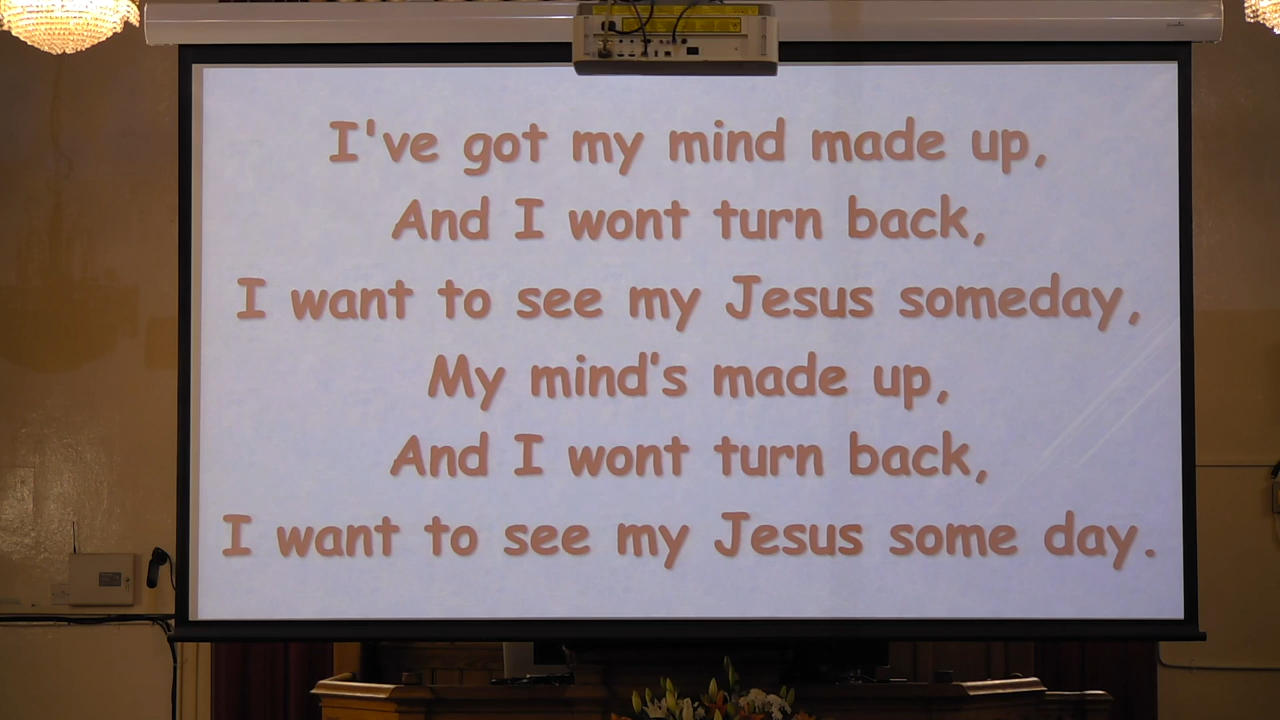 I've got my mind made up,
And I wont turn back,
I want to see my Jesus someday,
My mind's made up,
And I wont turn back,
I want to see my Jesus some day.